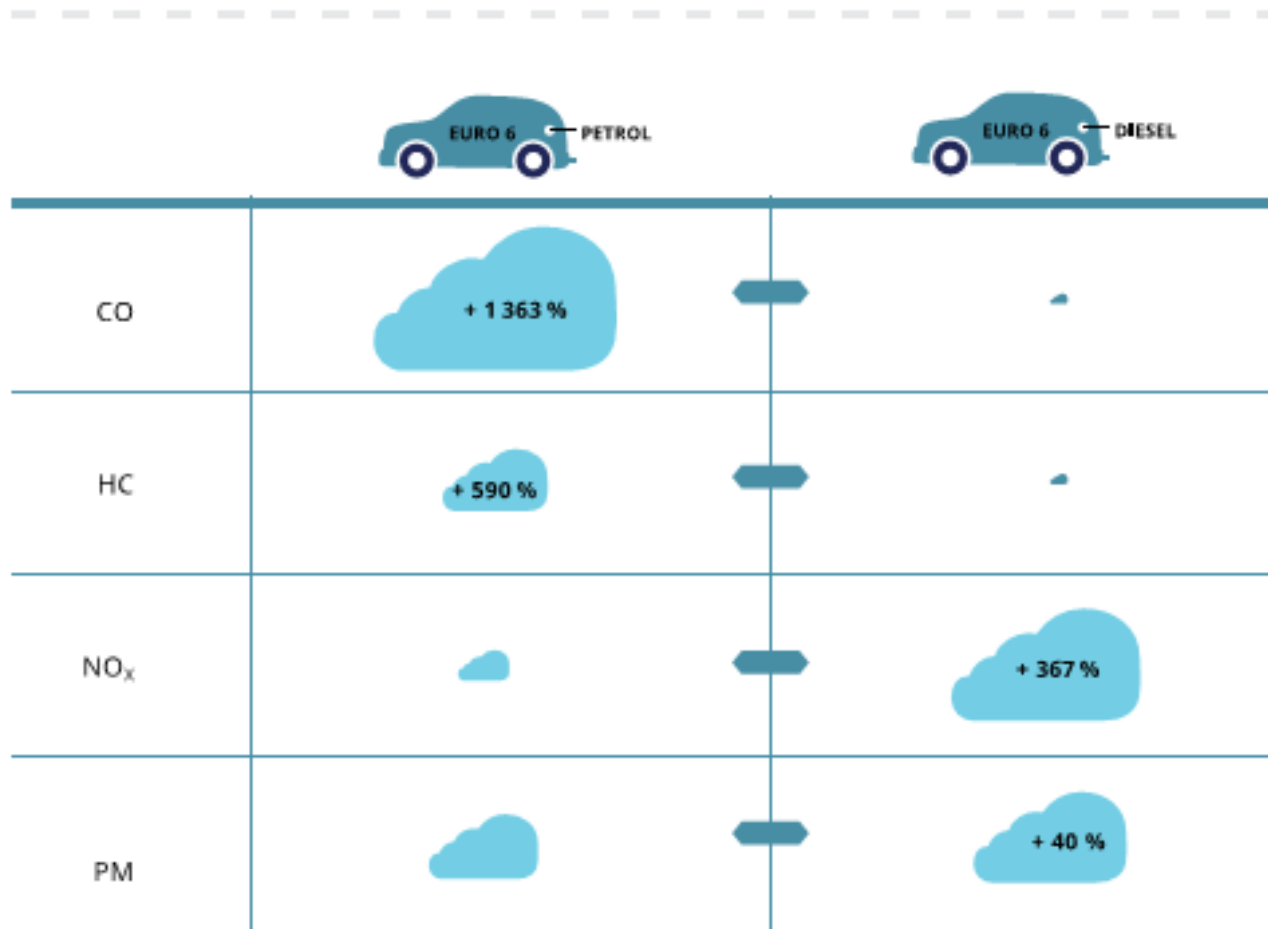 EURO 6 PETROL
EURO 6 DIESEL
CO
+ 1 363 %
HC
+ 590 %
NOₓ
+ 367 %
PM
+ 40 %